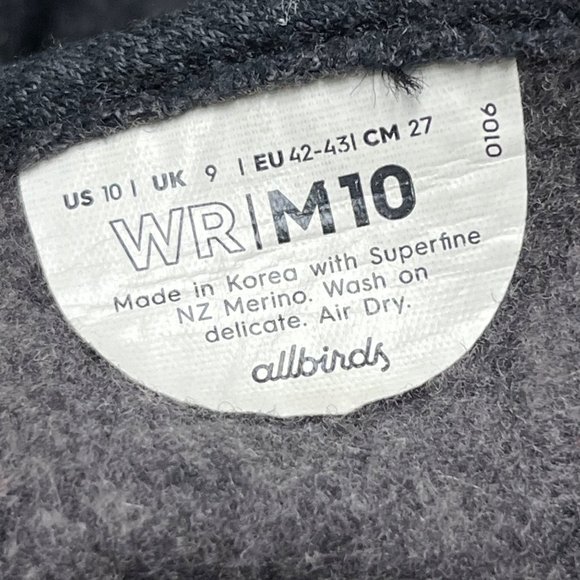 US 10 | UK 9 | EU 42-43| CM 27
0106
WR|M10
Made in Korea with Superfine
NZ Merino. Wash on
delicate. Air Dry.
allbirds